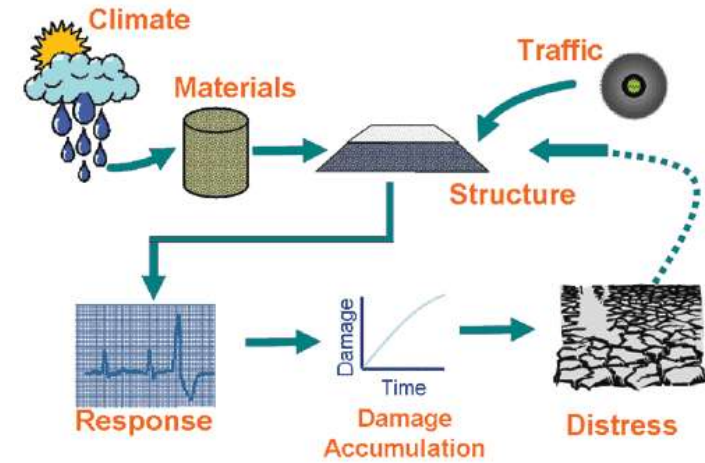 Climate
Traffic
Materials
Structure
Damage
Time
Response
Damage
Accumulation
Distress